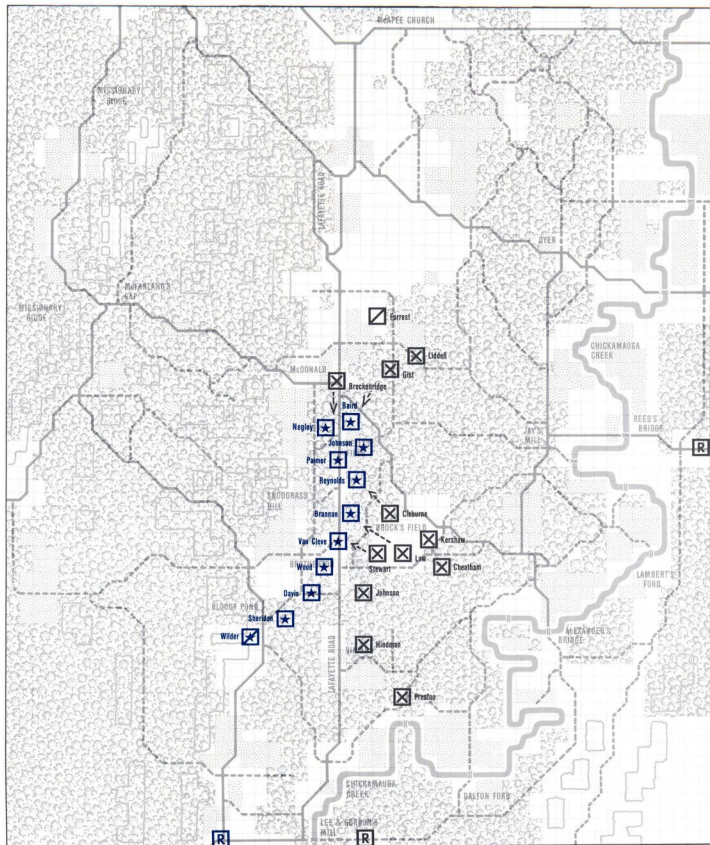 McAFEE CHURCH
MISSIONARY
RIDGE
LAFAYETTE ROAD
DYER
McFARLAND'S
GAP
MISSIONARY
RIDGE
Forrest
CHICKAMAUGA
CREEK
Liddell
McDONALD
Gist
Breckenridge
Baird
REED'S
BRIDGE
Negley
JAY'S
MILL
Johnson
R
Palmer
Reynolds
SNODGRASS
HILL
Brannan
Cleburne
BROCK'S FIELD
Van Cleve
Kershaw
Stewart
Law
Wood
Cheatham
LAMBERT'S
FORD
Davis
Johnson
BLOODY POND
Sheridan
Wilder
ALEXANDER'S
BRIDGE
LAFAYETTE ROAD
Hindman
Preston
CHICKAMAUGA
CREEK
DALTON FORD
LEE & GORDON'S
MILL
R
R